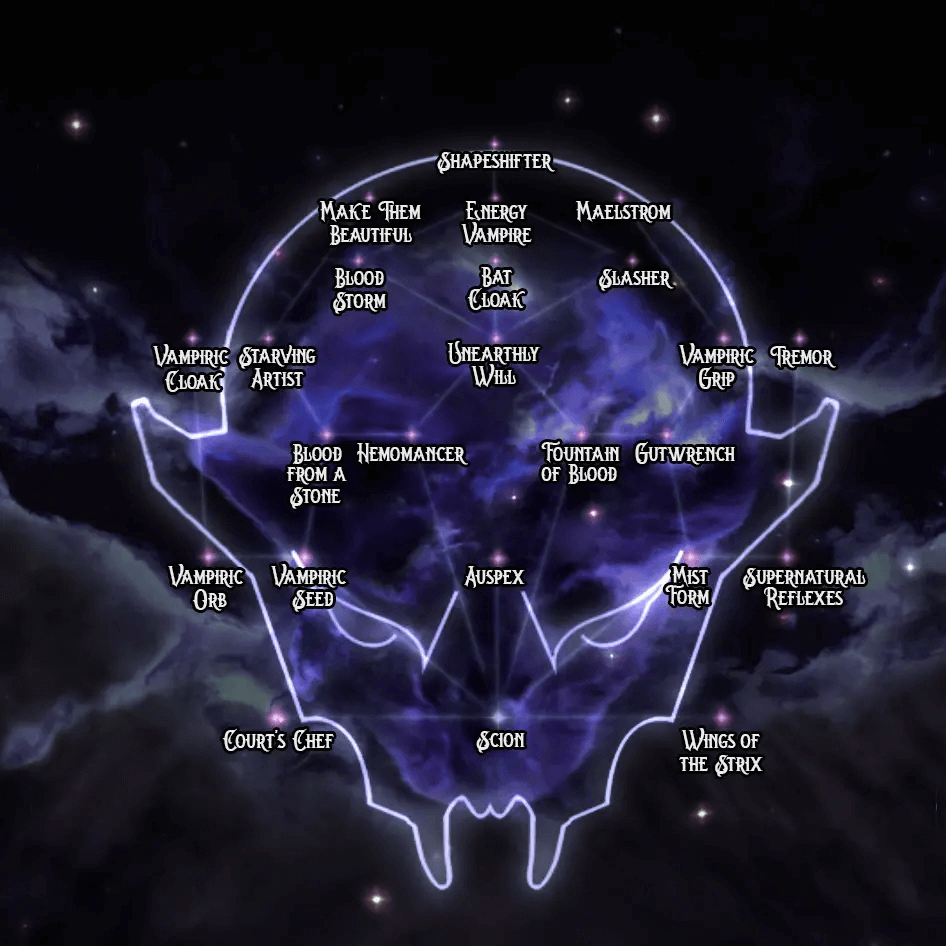 Shapeshifter
Make Them
Beautiful
Energy
Vampire
Maelstrom
Blood
Storm
Bat
Cloak
Slasher
Vampiric
Cloak
Starving
Artist
Unearthly
Will
Vampiric
Grip
Tremor
Blood
from a
Stone
Hemomancer
Fountain
of Blood
Gutwrench
Vampiric
Orb
Vampiric
Seed
Auspex
Mist
Form
Supernatural
Reflexes
Court's Chef
Scion
Wings of
the Strix